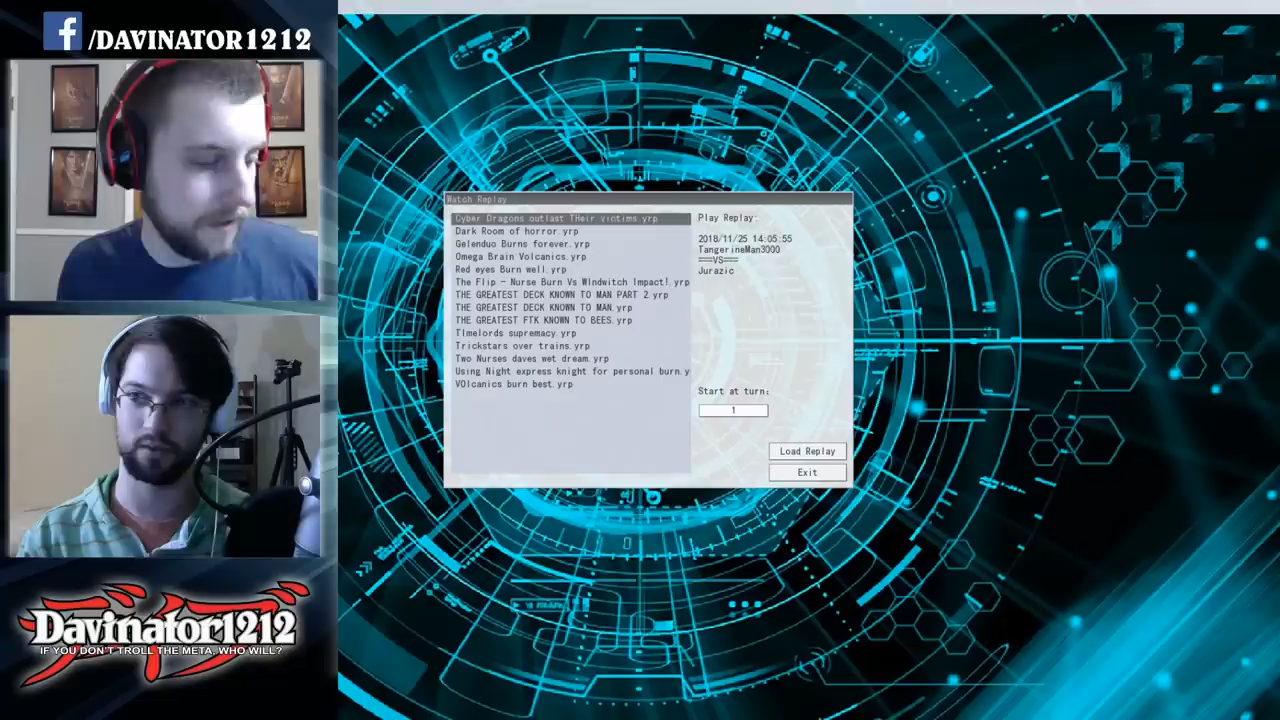 /DAVINATOR1212
Watch Replay
Cyber Dragons outlast THeir victims.yrp
Dark Room of horror.yrp
Gelenduo Burns forever.yrp
Omega Brain Volcanics.yrp
Red eyes Burn well.yrp
The Flip - Nurse Burn Vs WIndwitch Impact!.yrp
THE GREATEST DECK KNOWN TO MAN PART 2.yrp
THE GREATEST DECK KNOWN TO MAN.yrp
THE GREATEST FTK KNOWN TO BEES.yrp
TImelords supremacy.yrp
Trickstars over trains.yrp
Two Nurses daves wet dream.yrp
Using Night express knight for personal burn.y
VOlcanics burn best.yrp
Play Replay:
2018/11/25 14:05:55
TangerineMan3000
===VS===
Jurazic
Start at turn:
1
Load Replay
Exit
Davinator1212
IF YOU DON'T TROLL THE META, WHO WILL?